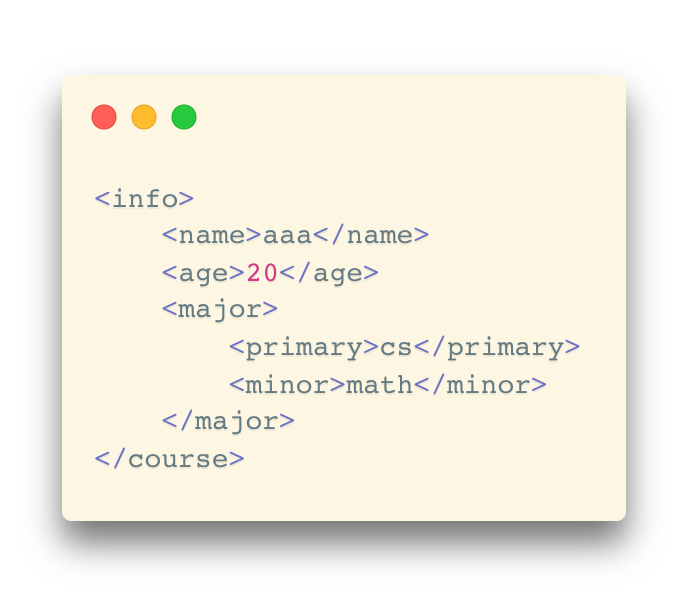 <info>
    <name>aaa</name>
    <age>20</age>
    <major>
        <primary>cs</primary>
        <minor>math</minor>
    </major>
</course>